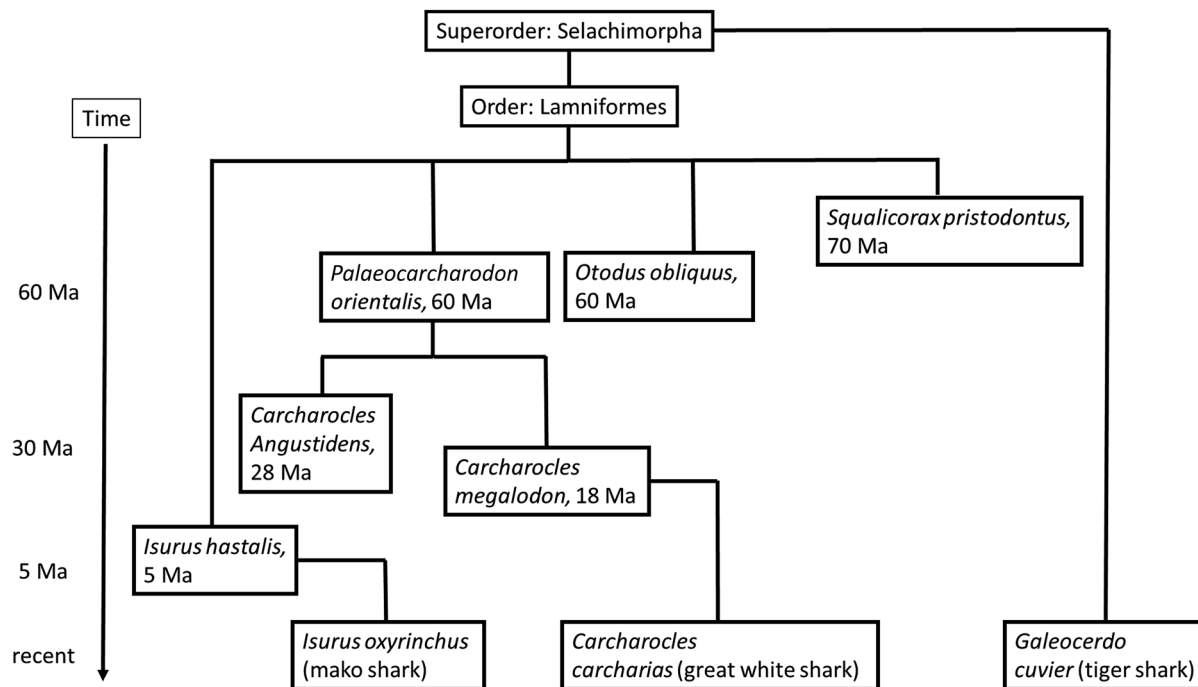 Superorder: Selachimorpha
Order: Lamniformes
Time
Squalicorax pristodontus,
70 Ma
60 Ma
Palaeocarcharodon
orientalis, 60 Ma
Otodus obliquus,
60 Ma
30 Ma
Carcharocles
Angustidens,
28 Ma
Carcharocles
megalodon, 18 Ma
5 Ma
Isurus hastalis,
5 Ma
recent
Isurus oxyrinchus
(mako shark)
Carcharocles
carcharias (great white shark)
Galeocerdo
cuvier (tiger shark)